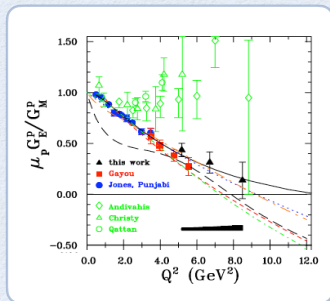 1.50
1.00
0.50
0.00
-0.50
μ_p G_E^p/G_M^p
this work
Gayou
Jones, Punjabi
Andivahis
Christy
Qattan
0.0 2.0 4.0 6.0 8.0 10.0 12.0
Q² (GeV²)